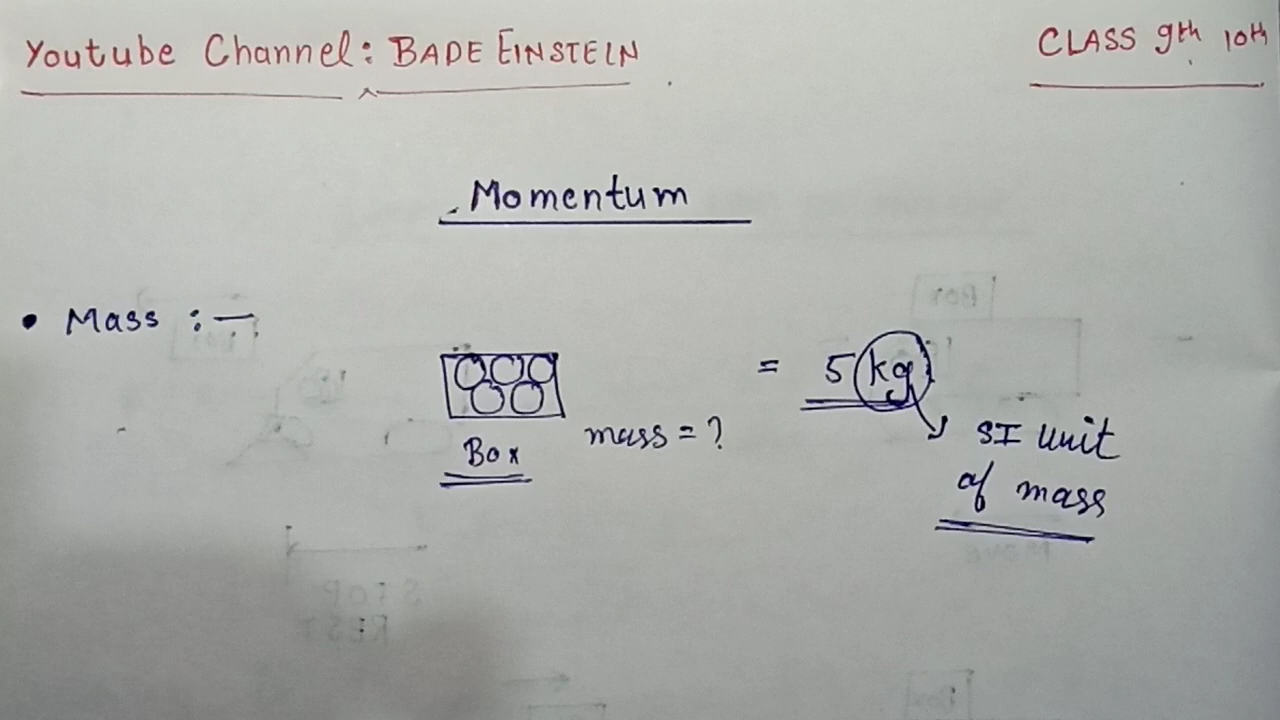 Youtube Channel: BADE EINSTEIN
CLASS 9th 10th
Momentum
• Mass :—
= 5 kg
Box
mass = ?
SI unit
of mass